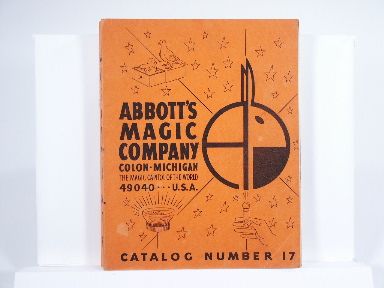 ABBOTT'S
MAGIC
COMPANY
COLON-MICHIGAN
THE MAGIC CAPITOL OF THE WORLD
49040---U.S.A.
CATALOG NUMBER 17